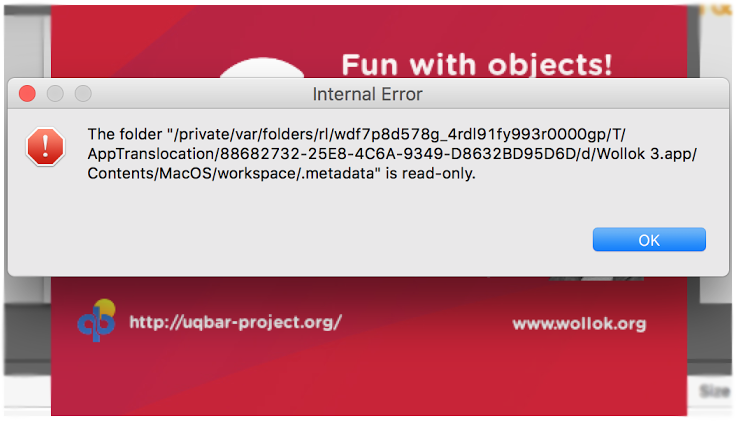 Fun with objects!
Internal Error
The folder "/private/var/folders/rl/wdf7p8d578g_4rdl91fy993r0000gp/T/
AppTranslocation/88682732-25E8-4C6A-9349-D8632BD95D6D/d/Wollok 3.app/
Contents/MacOS/workspace/.metadata" is read-only.
OK
http://uqbar-project.org/
www.wollok.org
Size